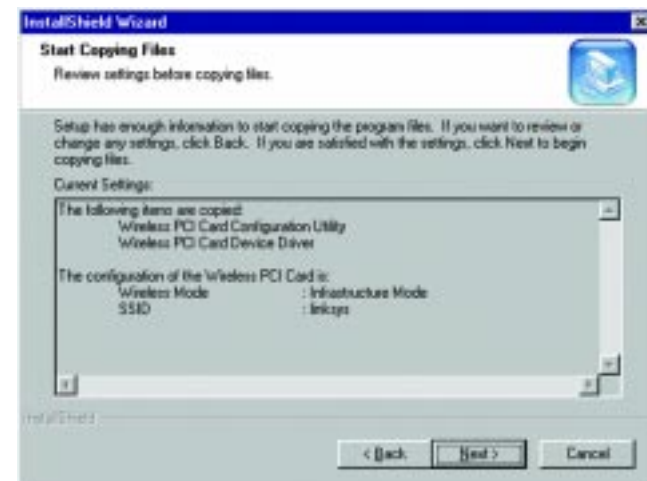 InstallShield Wizard
Start Copying Files
Review settings before copying files.
Setup has enough information to start copying the program files. If you want to review or
change any settings, click Back. If you are satisfied with the settings, click Next to begin
copying files.
Current Settings:
The following items are copied:
Wireless PCI Card Configuration Utility
Wireless PCI Card Device Driver
The configuration of the Wireless PCI Card is:
Wireless Mode : Infrastructure Mode
SSID : linksys
InstallShield
< Back Next > Cancel